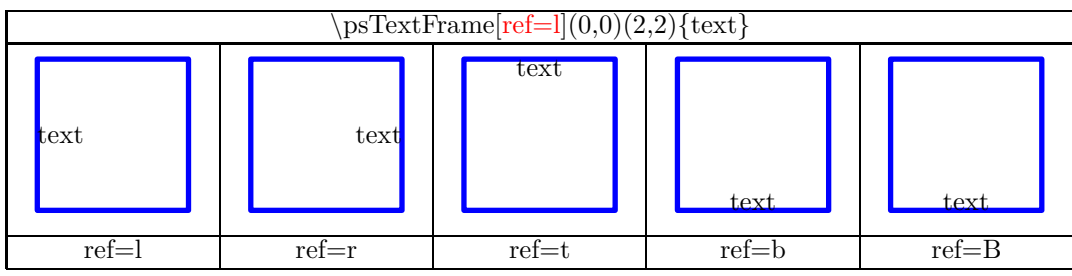 \psTextFrame[ref=l](0,0)(2,2){text}
text
text
text
text
text
ref=l
ref=r
ref=t
ref=b
ref=B